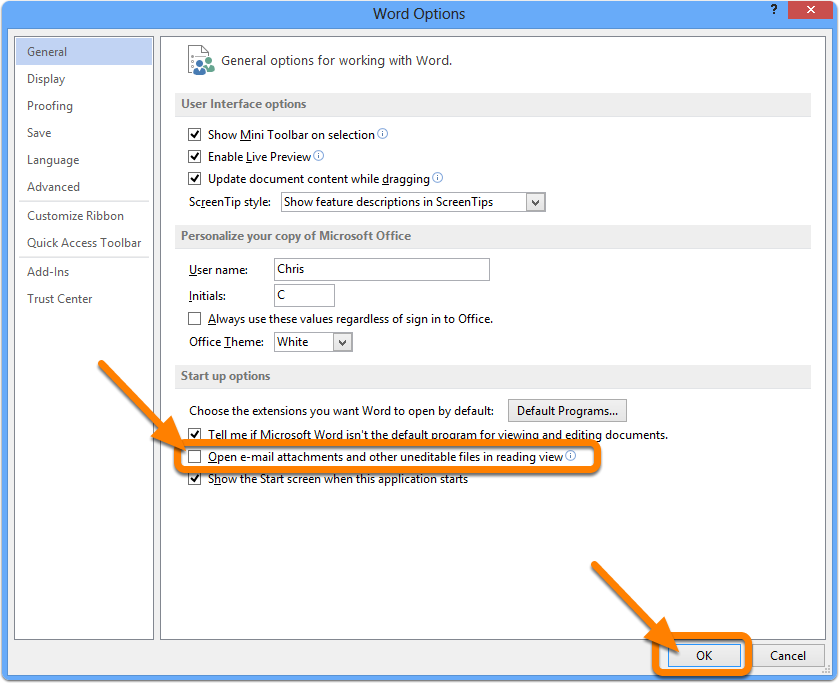 Word Options
?
General
Display
Proofing
Save
Language
Advanced
Customize Ribbon
Quick Access Toolbar
Add-Ins
Trust Center
General options for working with Word.
User Interface options
Show Mini Toolbar on selection
Enable Live Preview
Update document content while dragging
ScreenTip style: Show feature descriptions in ScreenTips
Personalize your copy of Microsoft Office
User name: Chris
Initials: C
Always use these values regardless of sign in to Office.
Office Theme: White
Start up options
Choose the extensions you want Word to open by default: Default Programs...
Tell me if Microsoft Word isn't the default program for viewing and editing documents.
Open e-mail attachments and other uneditable files in reading view
Show the Start screen when this application starts
OK Cancel